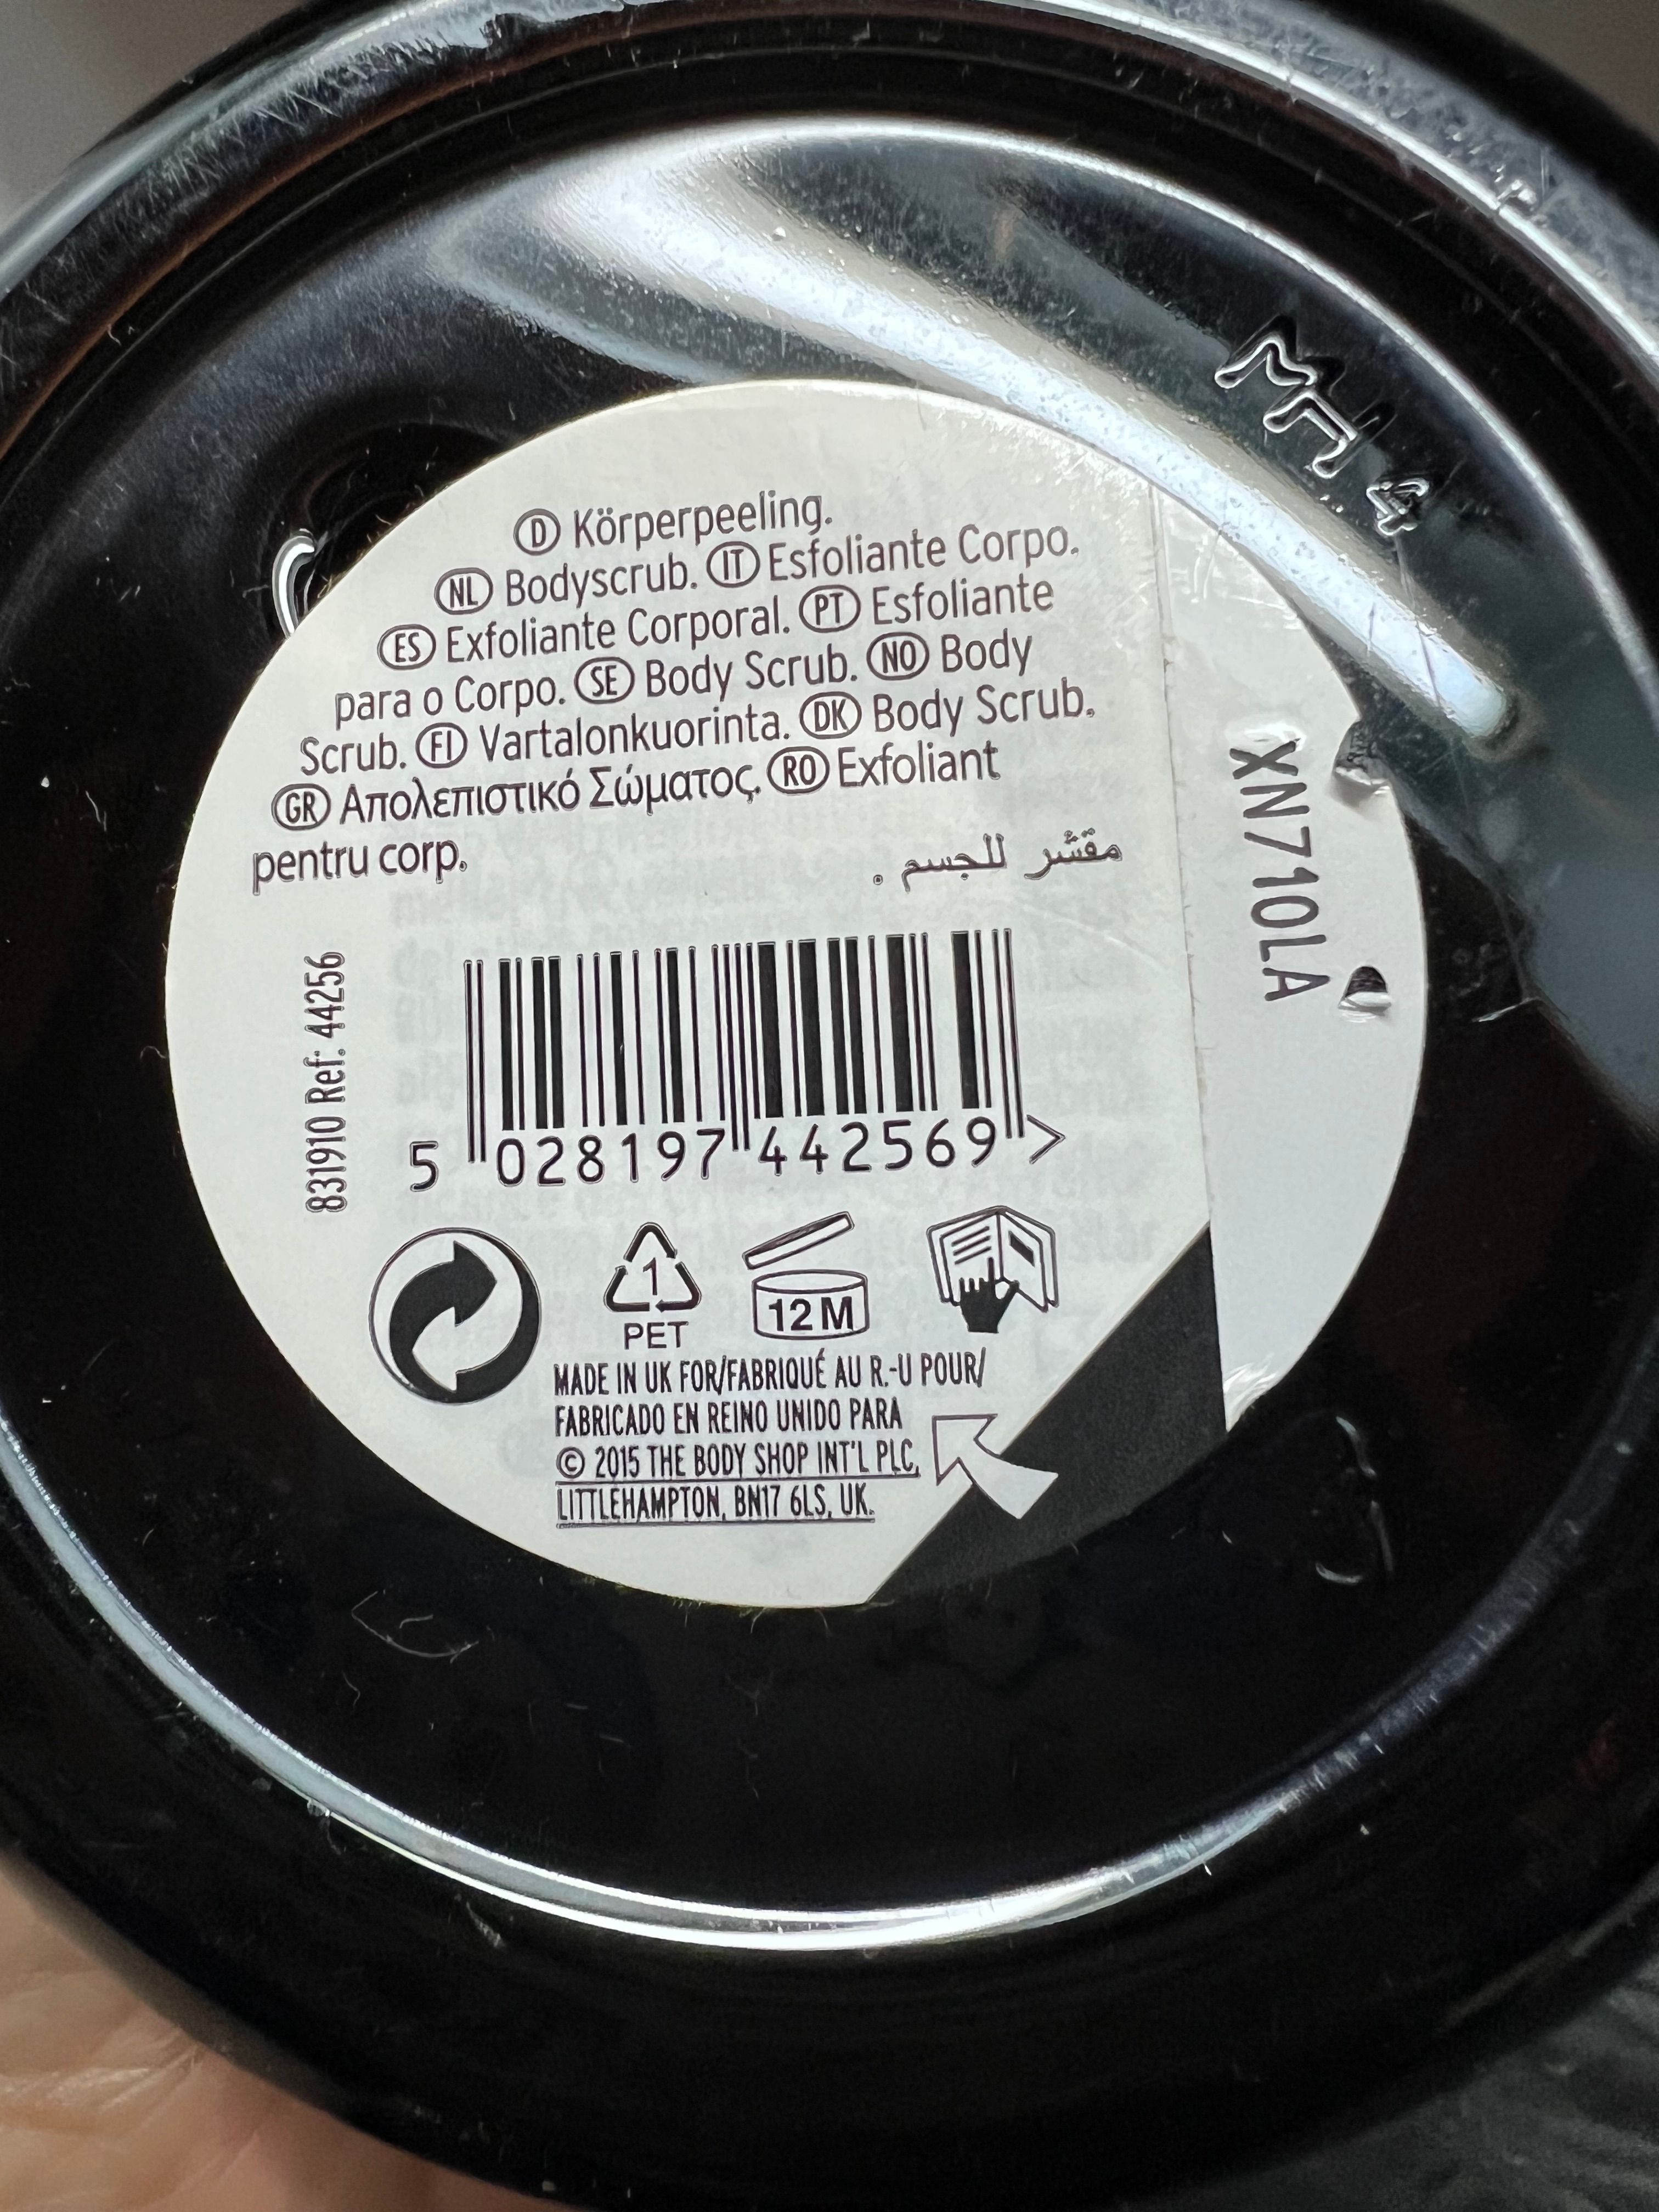 Ⓓ Körperpeeling.
NL Bodyscrub. IT Esfoliante Corpo.
ES Exfoliante Corporal. PT Esfoliante
para o Corpo. SE Body Scrub. NO Body
Scrub. FI Vartalonkuorinta. DK Body Scrub.
GR Απολεπιστικό Σώματος. RO Exfoliant
pentru corp.
مقشّر للجسم .
831910 Ref: 44256
5 028197 442569 >
1
PET
12 M
MADE IN UK FOR/FABRIQUÉ AU R.-U POUR/
FABRICADO EN REINO UNIDO PARA
© 2015 THE BODY SHOP INT'L PLC,
LITTLEHAMPTON, BN17 6LS, UK.
XN710LA
4